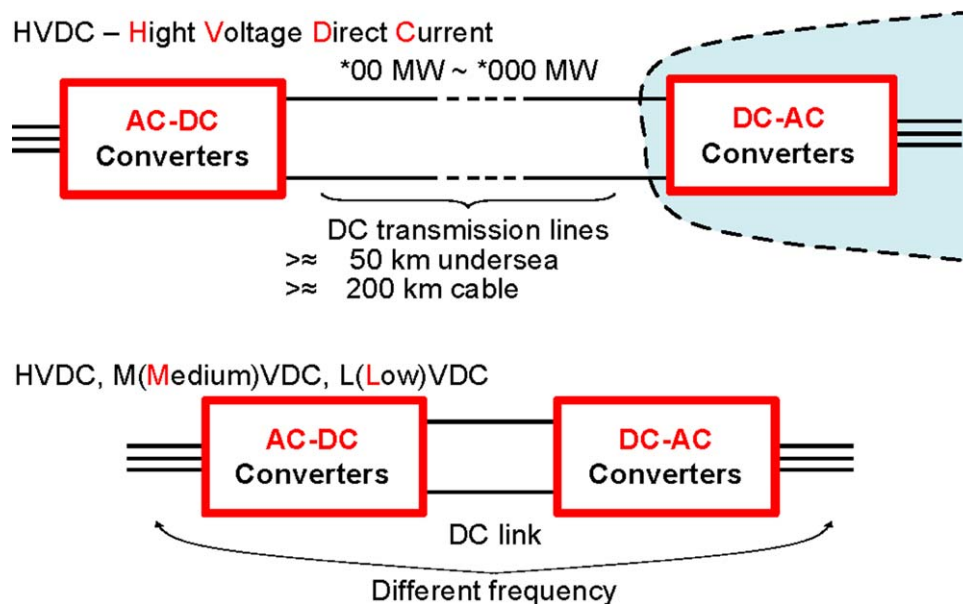 HVDC – Hight Voltage Direct Current
*00 MW ~ *000 MW
AC-DC
Converters
DC-AC
Converters
DC transmission lines
>≈ 50 km undersea
>≈ 200 km cable
HVDC, M(Medium)VDC, L(Low)VDC
AC-DC
Converters
DC-AC
Converters
DC link
Different frequency